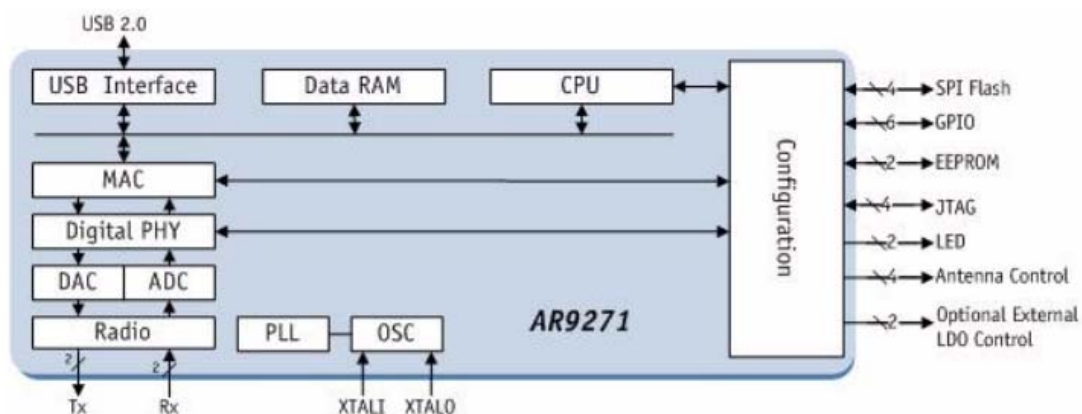 USB 2.0
USB Interface
Data RAM
CPU
MAC
Digital PHY
DAC
ADC
Radio
PLL
OSC
AR9271
Configuration
4
SPI Flash
6
GPIO
2
EEPROM
4
JTAG
2
LED
4
Antenna Control
2
Optional External
LDO Control
2
2
Tx
Rx
XTALI
XTALO